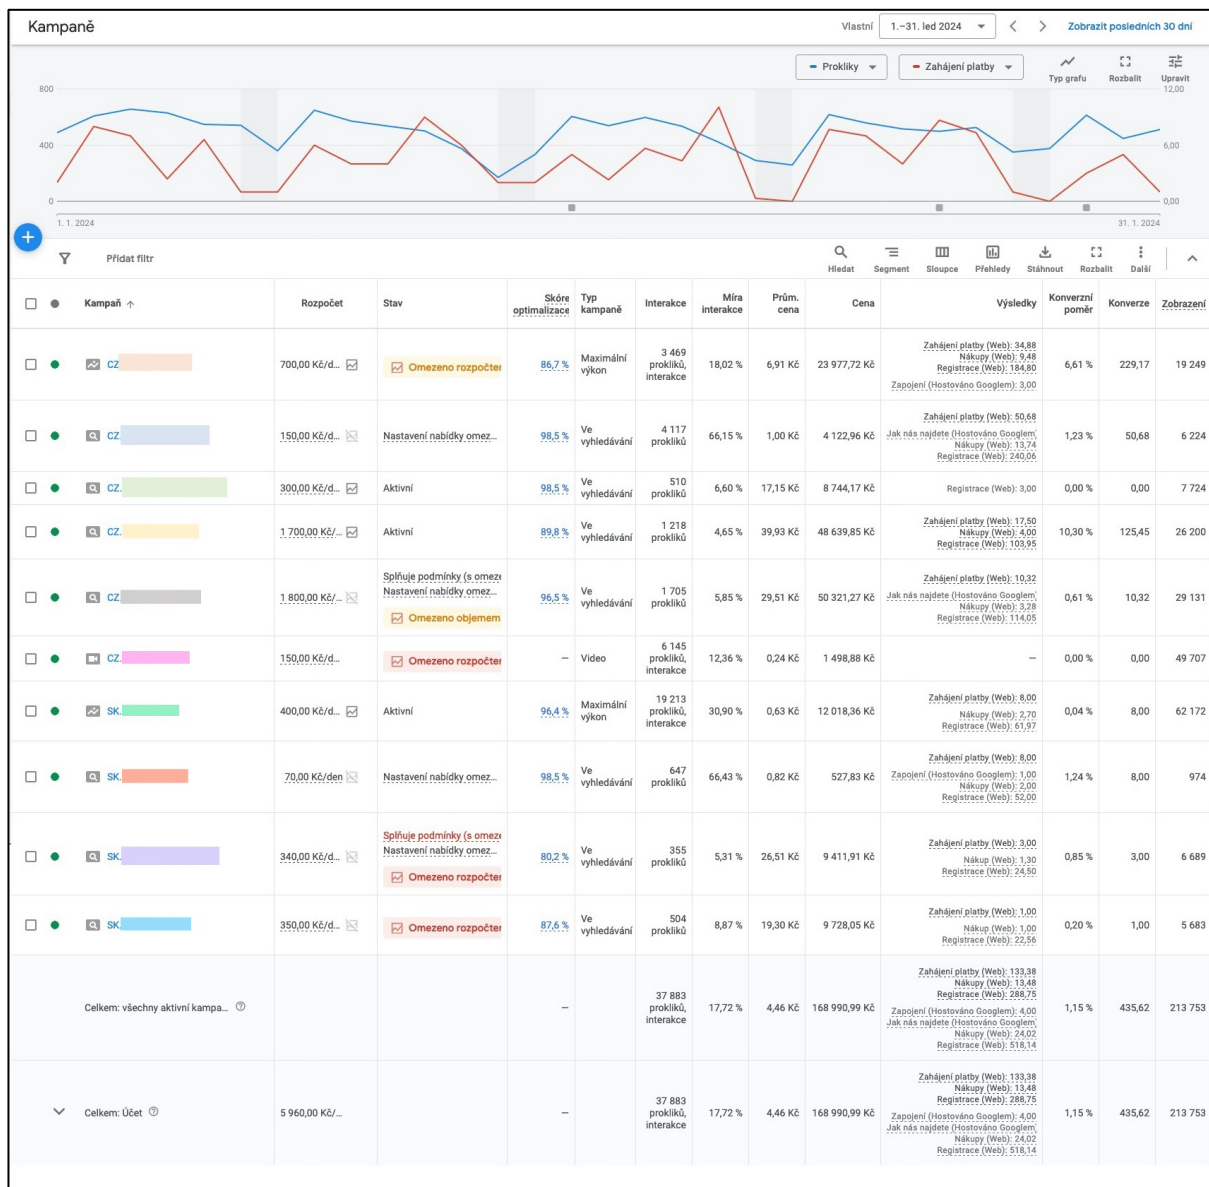 Kampaně
Vlastní 1.–31. led 2024 Zobrazit posledních 30 dní
Prokliky Zahájení platby Typ grafu Rozbalit Upravit
800 12,00
400 6,00
0 0,00
1. 1. 2024 31. 1. 2024
Přidat filtr Hledat Segment Sloupce Přehledy Stáhnout Rozbalit Další
Kampaň Rozpočet Stav Skóre optimalizace Typ kampaně Interakce Míra interakce Prům. cena Cena Výsledky Konverzní poměr Konverze Zobrazení
CZ 700,00 Kč/d... Omezeno rozpočte 86,7 % Maximální výkon 3 469 prokliků, interakce 18,02 % 6,91 Kč 23 977,72 Kč
Zahájení platby (Web): 34,88
Nákupy (Web): 9,48
Registrace (Web): 184,80
Zapojení (Hostováno Googlem): 3,00
6,61 % 229,17 19 249
CZ. 150,00 Kč/d... Nastavení nabídky omez... 98,5 % Ve vyhledávání 4 117 prokliků 66,15 % 1,00 Kč 4 122,96 Kč
Zahájení platby (Web): 50,68
Jak nás najdete (Hostováno Googlem)
Nákupy (Web): 13,74
Registrace (Web): 240,06
1,23 % 50,68 6 224
CZ. 300,00 Kč/d... Aktivní 98,5 % Ve vyhledávání 510 prokliků 6,60 % 17,15 Kč 8 744,17 Kč
Registrace (Web): 3,00
0,00 % 0,00 7 724
CZ. 1 700,00 Kč/... Aktivní 89,8 % Ve vyhledávání 1 218 prokliků 4,65 % 39,93 Kč 48 639,85 Kč
Zahájení platby (Web): 17,50
Nákupy (Web): 4,00
Registrace (Web): 103,95
10,30 % 125,45 26 200
CZ. 1 800,00 Kč/...
Splňuje podmínky (s omeze
Nastavení nabídky omez...
Omezeno objemem
96,5 % Ve vyhledávání 1 705 prokliků 5,85 % 29,51 Kč 50 321,27 Kč
Zahájení platby (Web): 10,32
Jak nás najdete (Hostováno Googlem)
Nákupy (Web): 3,28
Registrace (Web): 114,05
0,61 % 10,32 29 131
CZ. 150,00 Kč/d... Omezeno rozpočte – Video 6 145 prokliků, interakce 12,36 % 0,24 Kč 1 498,88 Kč – 0,00 % 0,00 49 707
SK. 400,00 Kč/d... Aktivní 96,4 % Maximální výkon 19 213 prokliků, interakce 30,90 % 0,63 Kč 12 018,36 Kč
Zahájení platby (Web): 8,00
Nákupy (Web): 2,70
Registrace (Web): 61,97
0,04 % 8,00 62 172
SK. 70,00 Kč/den Nastavení nabídky omez... 98,5 % Ve vyhledávání 647 prokliků 66,43 % 0,82 Kč 527,83 Kč
Zahájení platby (Web): 8,00
Zapojení (Hostováno Googlem): 1,00
Nákupy (Web): 2,00
Registrace (Web): 52,00
1,24 % 8,00 974
SK. 340,00 Kč/d...
Splňuje podmínky (s omeze
Nastavení nabídky omez...
Omezeno rozpočte
80,2 % Ve vyhledávání 355 prokliků 5,31 % 26,51 Kč 9 411,91 Kč
Zahájení platby (Web): 3,00
Nákup (Web): 1,30
Registrace (Web): 24,50
0,85 % 3,00 6 689
SK. 350,00 Kč/d... Omezeno rozpočte 87,6 % Ve vyhledávání 504 prokliků 8,87 % 19,30 Kč 9 728,05 Kč
Zahájení platby (Web): 1,00
Nákup (Web): 1,00
Registrace (Web): 22,56
0,20 % 1,00 5 683
Celkem: všechny aktivní kampa... – 37 883 prokliků, interakce 17,72 % 4,46 Kč 168 990,99 Kč
Zahájení platby (Web): 133,38
Nákupy (Web): 13,48
Registrace (Web): 288,75
Zapojení (Hostováno Googlem): 4,00
Jak nás najdete (Hostováno Googlem)
Nákupy (Web): 24,02
Registrace (Web): 518,14
1,15 % 435,62 213 753
Celkem: Účet 5 960,00 Kč/... – 37 883 prokliků, interakce 17,72 % 4,46 Kč 168 990,99 Kč
Zahájení platby (Web): 133,38
Nákupy (Web): 13,48
Registrace (Web): 288,75
Zapojení (Hostováno Googlem): 4,00
Jak nás najdete (Hostováno Googlem)
Nákupy (Web): 24,02
Registrace (Web): 518,14
1,15 % 435,62 213 753